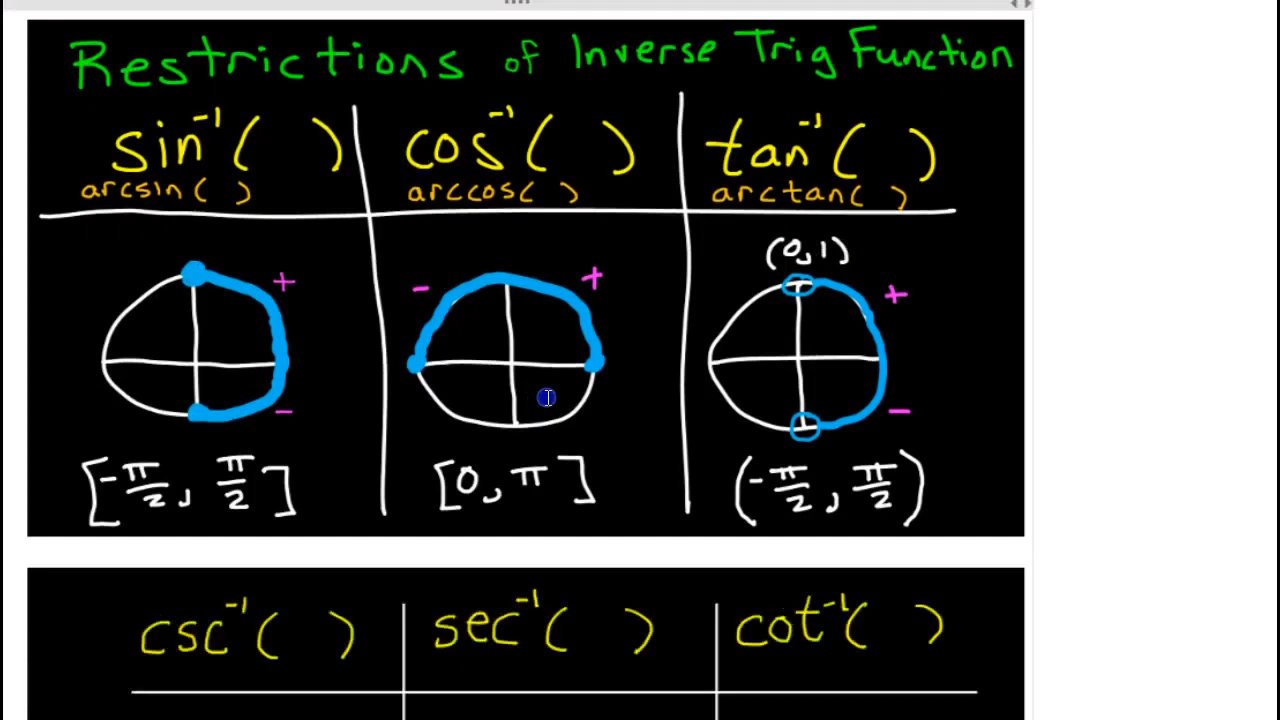 Restrictions of Inverse Trig Function
sin⁻¹( ) cos⁻¹( ) tan⁻¹( )
arcsin( ) arccos( ) arctan( )
(0,1)
+ - + +
- -
[-π/2, π/2] [0, π] (-π/2, π/2)
csc⁻¹( ) sec⁻¹( ) cot⁻¹( )